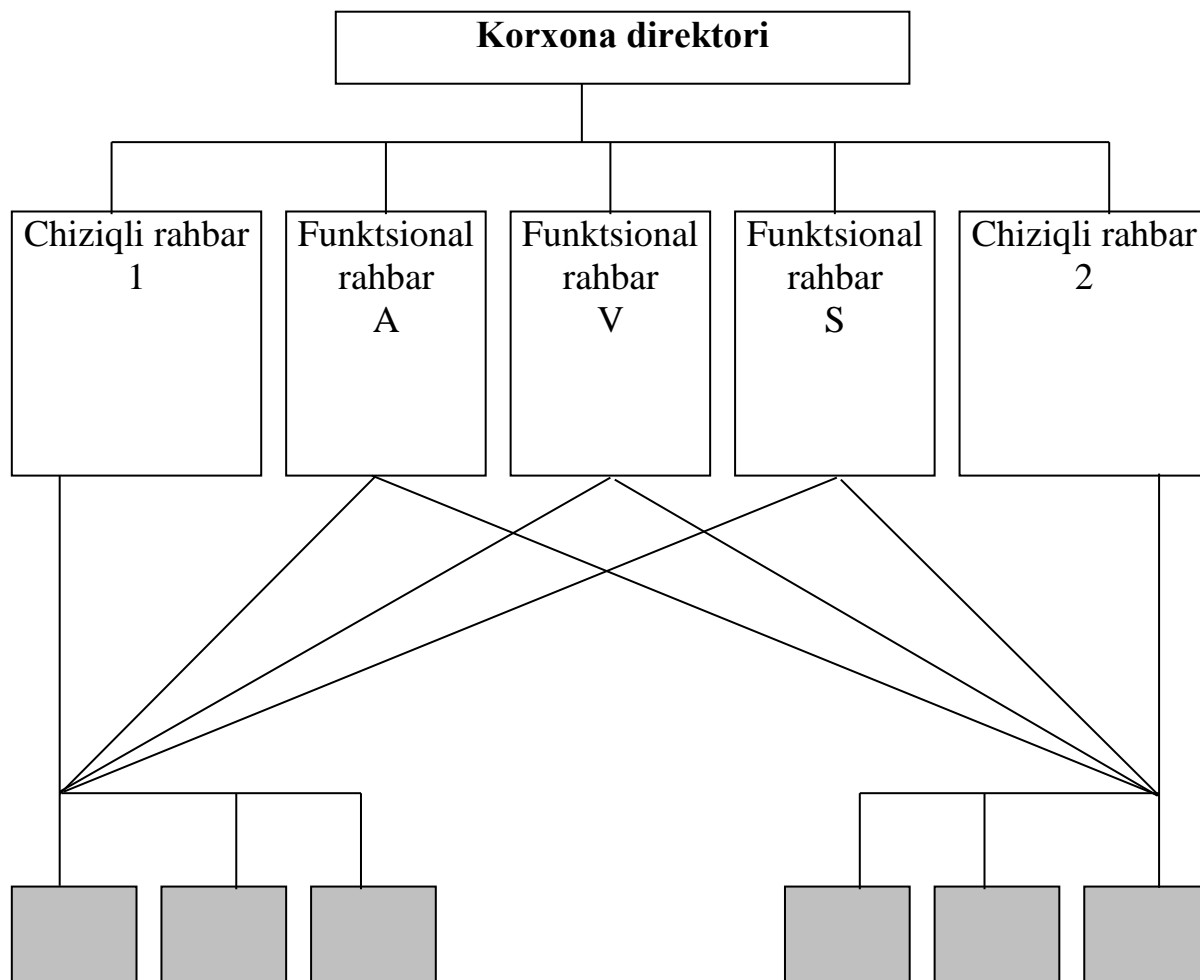 Korxona direktori
Chiziqli rahbar
1
Funktsional
rahbar
A
Funktsional
rahbar
V
Funktsional
rahbar
S
Chiziqli rahbar
2